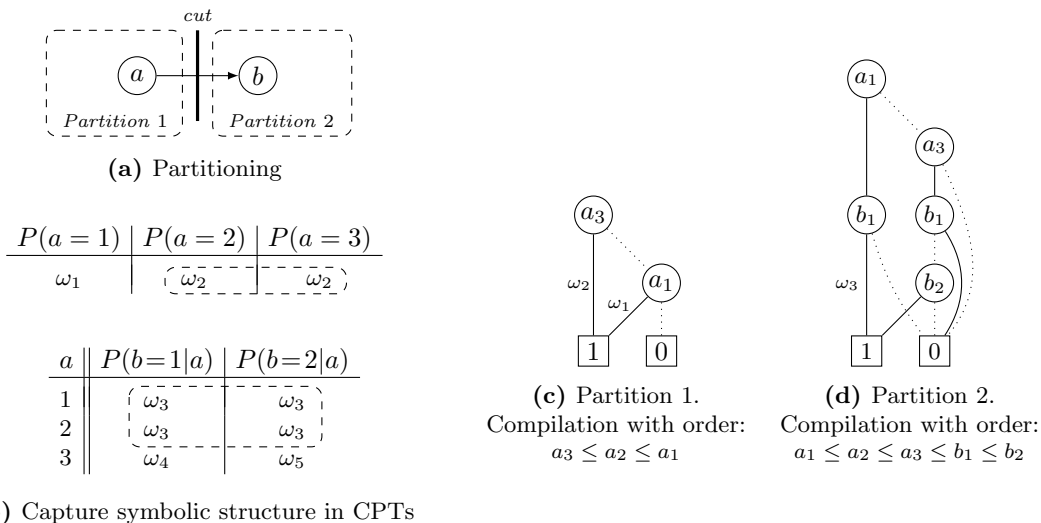 cut
a
b
Partition 1
Partition 2
(a) Partitioning
P(a = 1) P(a = 2) P(a = 3)
ω₁ ω₂ ω₂
a P(b=1|a) P(b=2|a)
1 ω₃ ω₃
2 ω₃ ω₃
3 ω₄ ω₅
) Capture symbolic structure in CPTs
a₃
ω₂
ω₁
a₁
1 0
(c) Partition 1.
Compilation with order:
a₃ ≤ a₂ ≤ a₁
a₁
a₃
b₁ b₁
ω₃
b₂
1 0
(d) Partition 2.
Compilation with order:
a₁ ≤ a₂ ≤ a₃ ≤ b₁ ≤ b₂